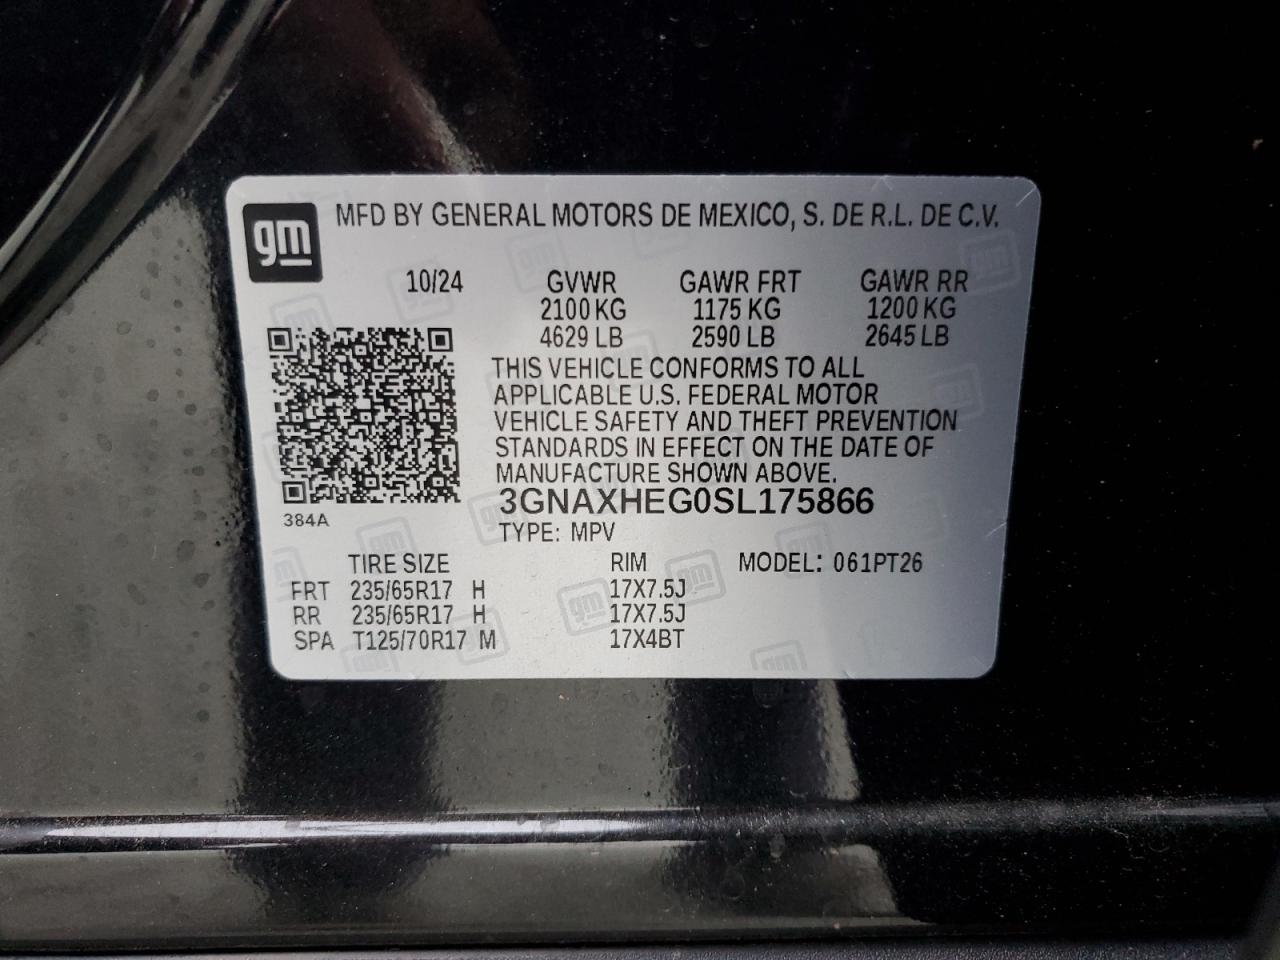 gm
MFD BY GENERAL MOTORS DE MEXICO, S. DE R.L. DE C.V.
10/24 GVWR GAWR FRT GAWR RR
2100 KG 1175 KG 1200 KG
4629 LB 2590 LB 2645 LB
THIS VEHICLE CONFORMS TO ALL
APPLICABLE U.S. FEDERAL MOTOR
VEHICLE SAFETY AND THEFT PREVENTION
STANDARDS IN EFFECT ON THE DATE OF
MANUFACTURE SHOWN ABOVE.
3GNAXHEG0SL175866
384A
TYPE: MPV
TIRE SIZE RIM MODEL: 061PT26
FRT 235/65R17 H 17X7.5J
RR 235/65R17 H 17X7.5J
SPA T125/70R17 M 17X4BT